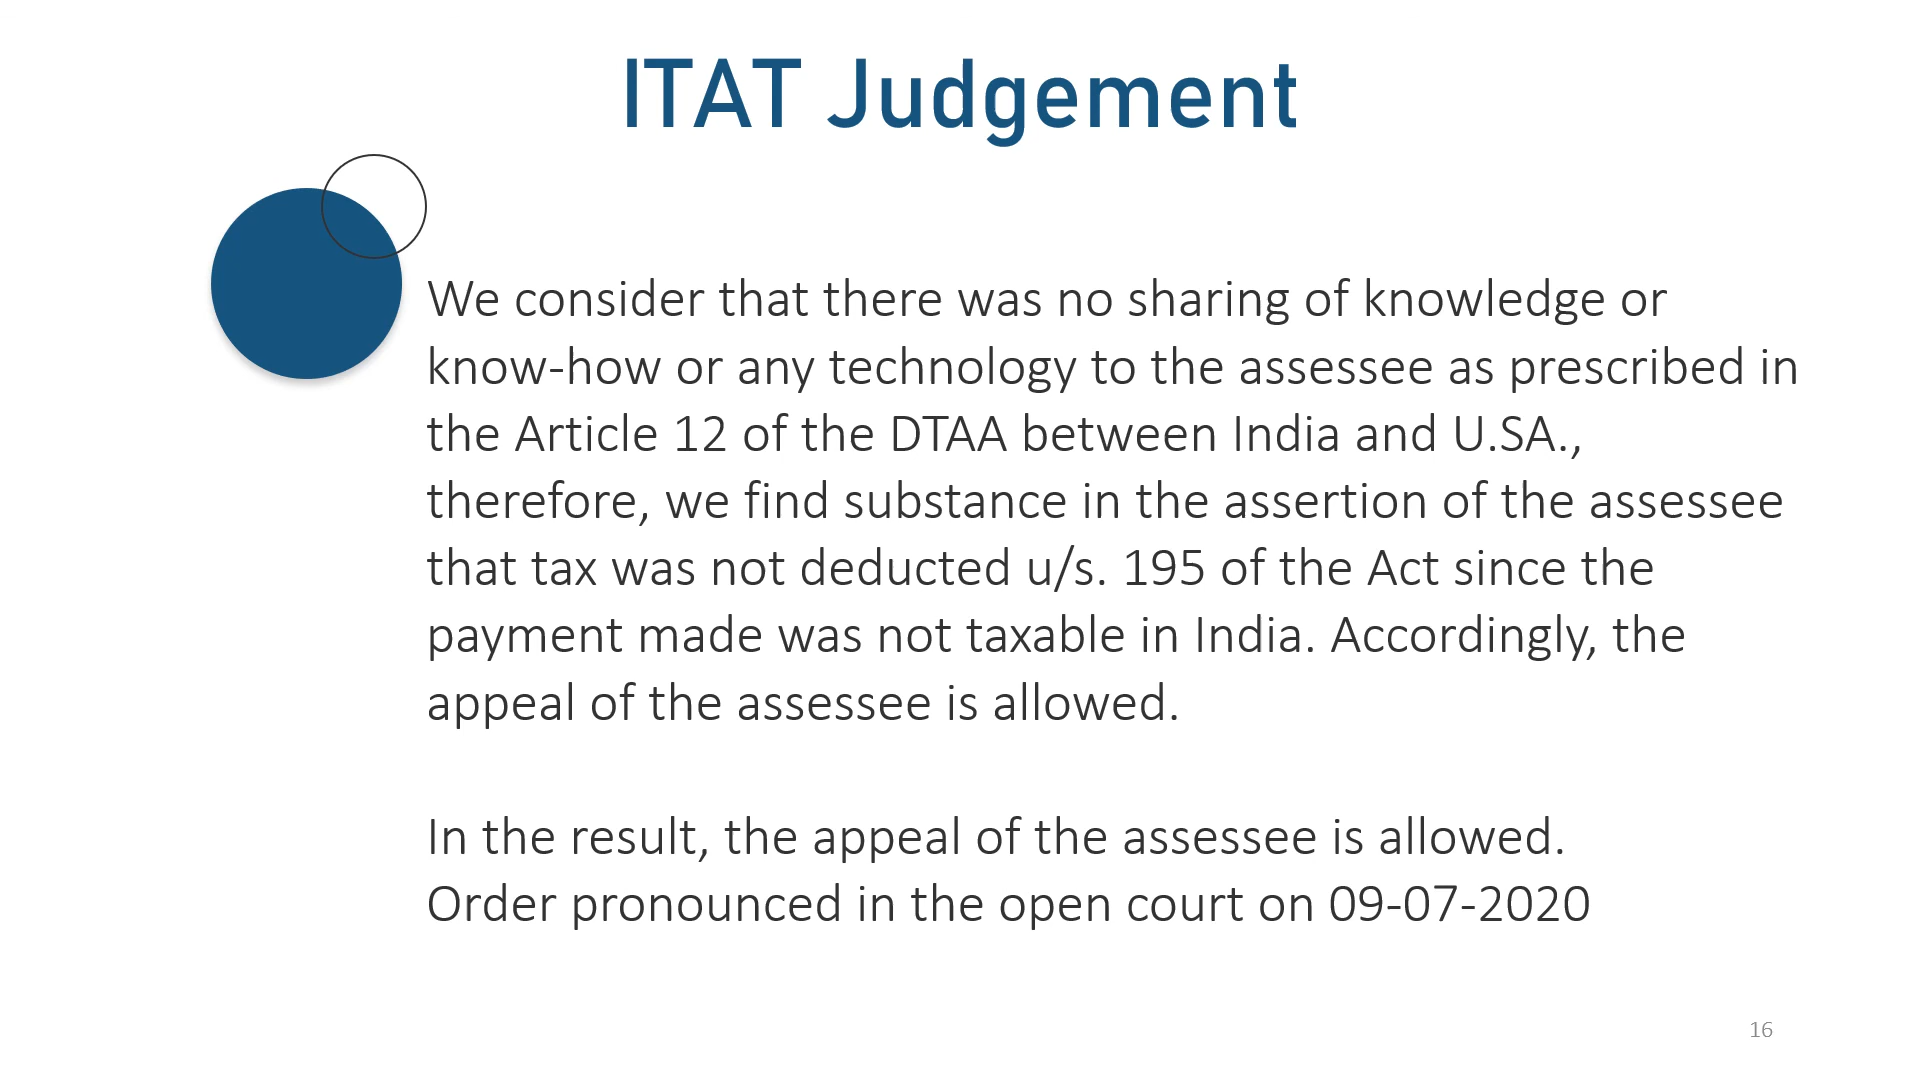 ITAT Judgement
We consider that there was no sharing of knowledge or
know-how or any technology to the assessee as prescribed in
the Article 12 of the DTAA between India and U.SA.,
therefore, we find substance in the assertion of the assessee
that tax was not deducted u/s. 195 of the Act since the
payment made was not taxable in India. Accordingly, the
appeal of the assessee is allowed.
In the result, the appeal of the assessee is allowed.
Order pronounced in the open court on 09-07-2020
16